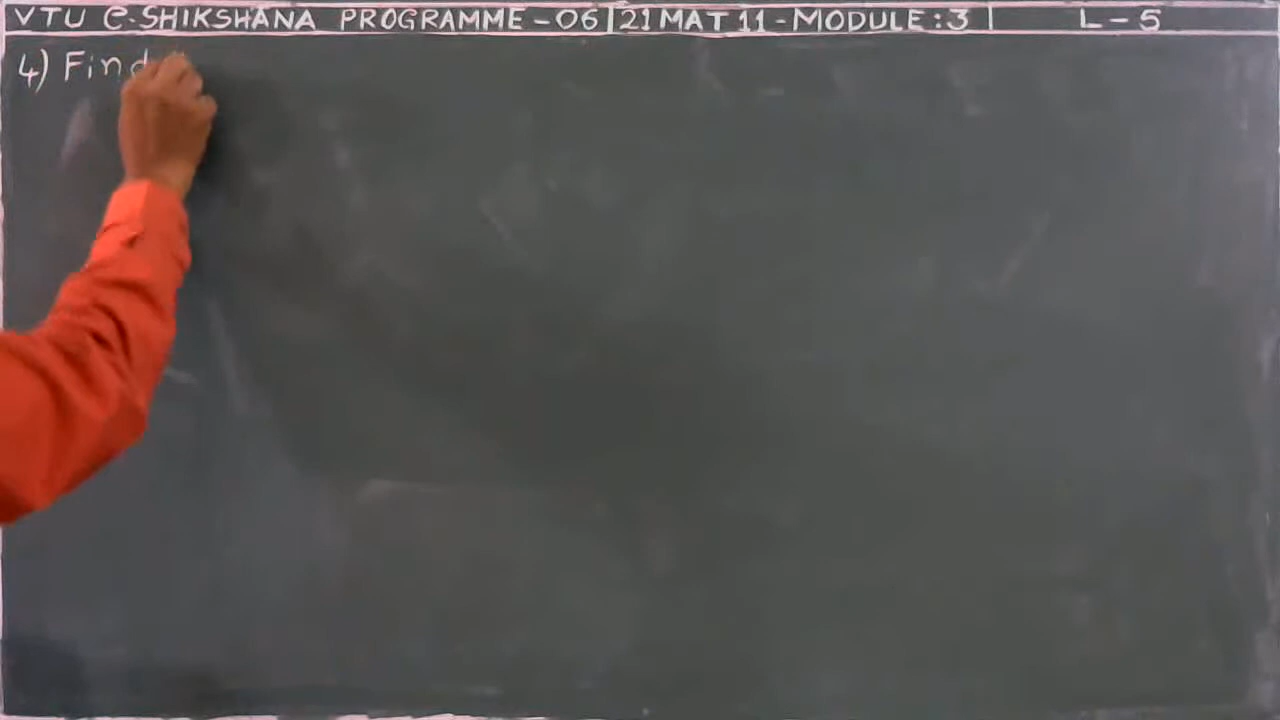 VTU e-SHIKSHANA PROGRAMME-06 | 21MAT11-MODULE:3 | L-5
4) Find